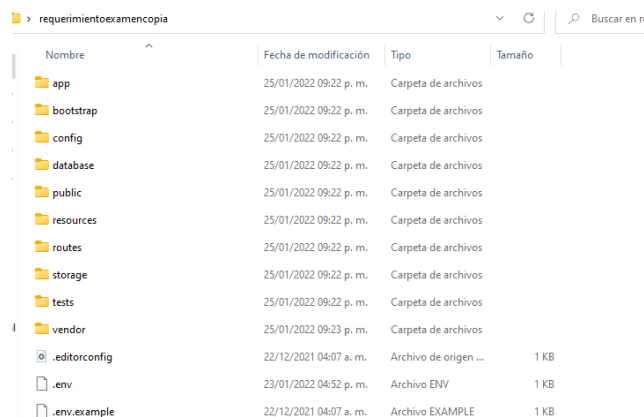 requerimientoexamencopia Buscar en re
Nombre Fecha de modificación Tipo Tamaño
app 25/01/2022 09:22 p. m. Carpeta de archivos
bootstrap 25/01/2022 09:22 p. m. Carpeta de archivos
config 25/01/2022 09:22 p. m. Carpeta de archivos
database 25/01/2022 09:22 p. m. Carpeta de archivos
public 25/01/2022 09:22 p. m. Carpeta de archivos
resources 25/01/2022 09:22 p. m. Carpeta de archivos
routes 25/01/2022 09:22 p. m. Carpeta de archivos
storage 25/01/2022 09:22 p. m. Carpeta de archivos
tests 25/01/2022 09:22 p. m. Carpeta de archivos
vendor 25/01/2022 09:23 p. m. Carpeta de archivos
.editorconfig 22/12/2021 04:07 a. m. Archivo de origen ... 1 KB
.env 23/01/2022 04:52 p. m. Archivo ENV 1 KB
.env.example 22/12/2021 04:07 a. m. Archivo EXAMPLE 1 KB